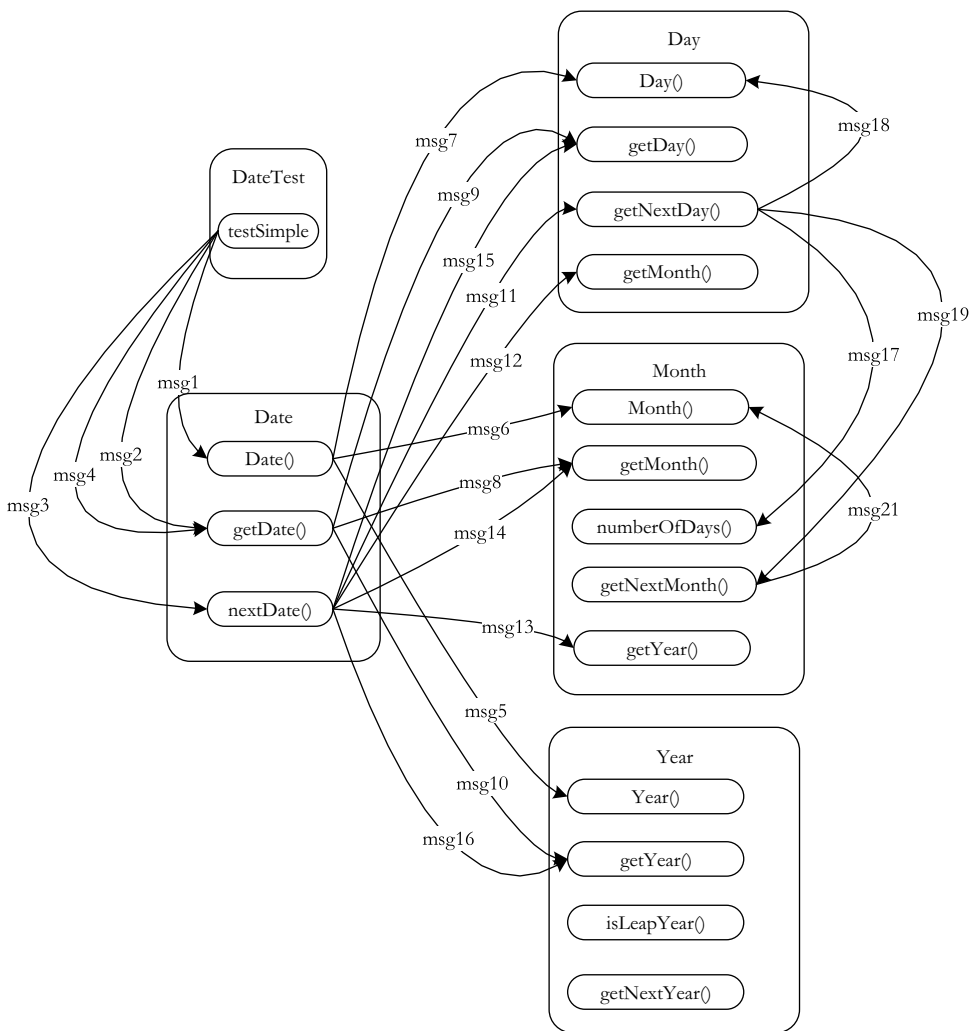 Day
Day()
msg7
msg18
getDay()
DateTest
msg9
getNextDay()
testSimple
msg15
getMonth()
msg11
msg19
msg12
msg17
Month
msg1
Month()
Date
msg6
Date()
getMonth()
msg2
msg4
msg8
msg3
msg21
getDate()
numberOfDays()
msg14
getNextMonth()
nextDate()
msg13
getYear()
msg5
Year
msg10
Year()
msg16
getYear()
isLeapYear()
getNextYear()